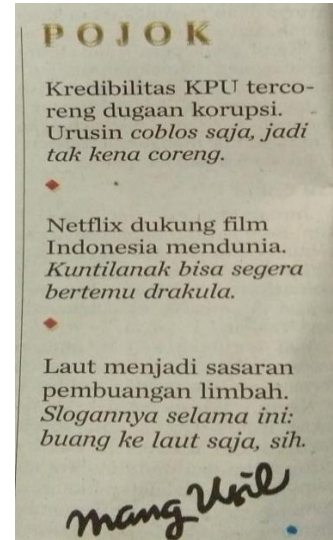 POJOK
Kredibilitas KPU terco-
reng dugaan korupsi.
Urusin coblos saja, jadi
tak kena coreng.
Netflix dukung film
Indonesia mendunia.
Kuntilanak bisa segera
bertemu drakula.
Laut menjadi sasaran
pembuangan limbah.
Slogannya selama ini:
buang ke laut saja, sih.
mang Usil